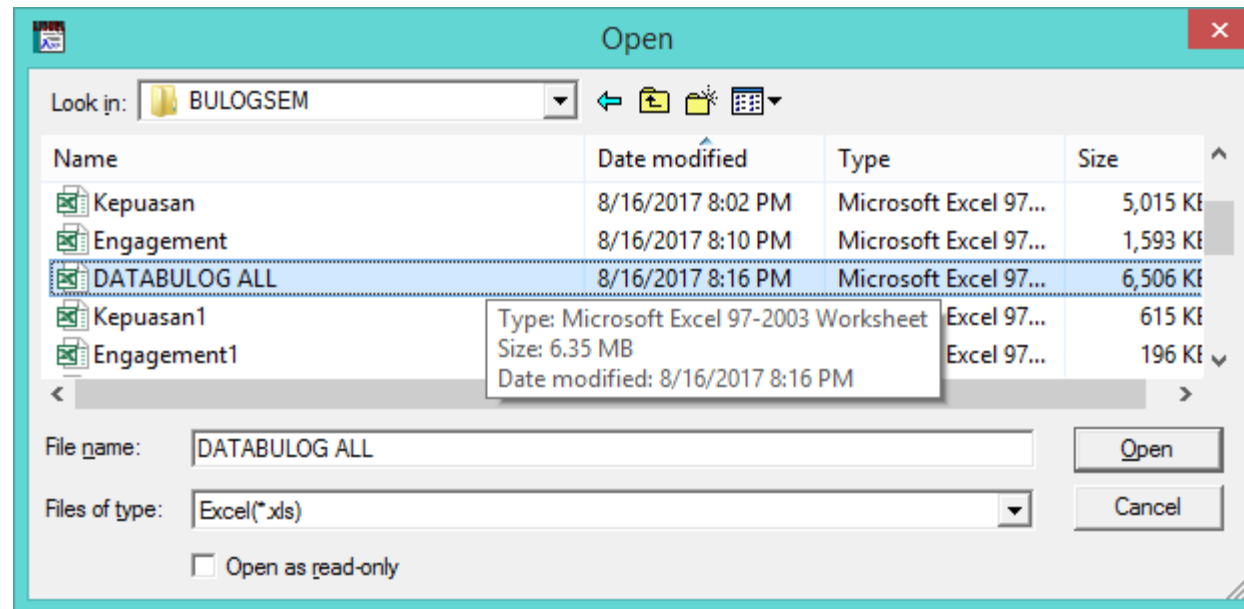 Open
Look in: BULOGSEM
Name Date modified Type Size
Kepuasan 8/16/2017 8:02 PM Microsoft Excel 97... 5,015 KE
Engagement 8/16/2017 8:10 PM Microsoft Excel 97... 1,593 KE
DATABULOG ALL 8/16/2017 8:16 PM Microsoft Excel 97... 6,506 KE
Kepuasan1 Excel 97... 615 KE
Engagement1 Excel 97... 196 KE
Type: Microsoft Excel 97-2003 Worksheet
Size: 6.35 MB
Date modified: 8/16/2017 8:16 PM
File name: DATABULOG ALL Open
Files of type: Excel(*.xls) Cancel
Open as read-only